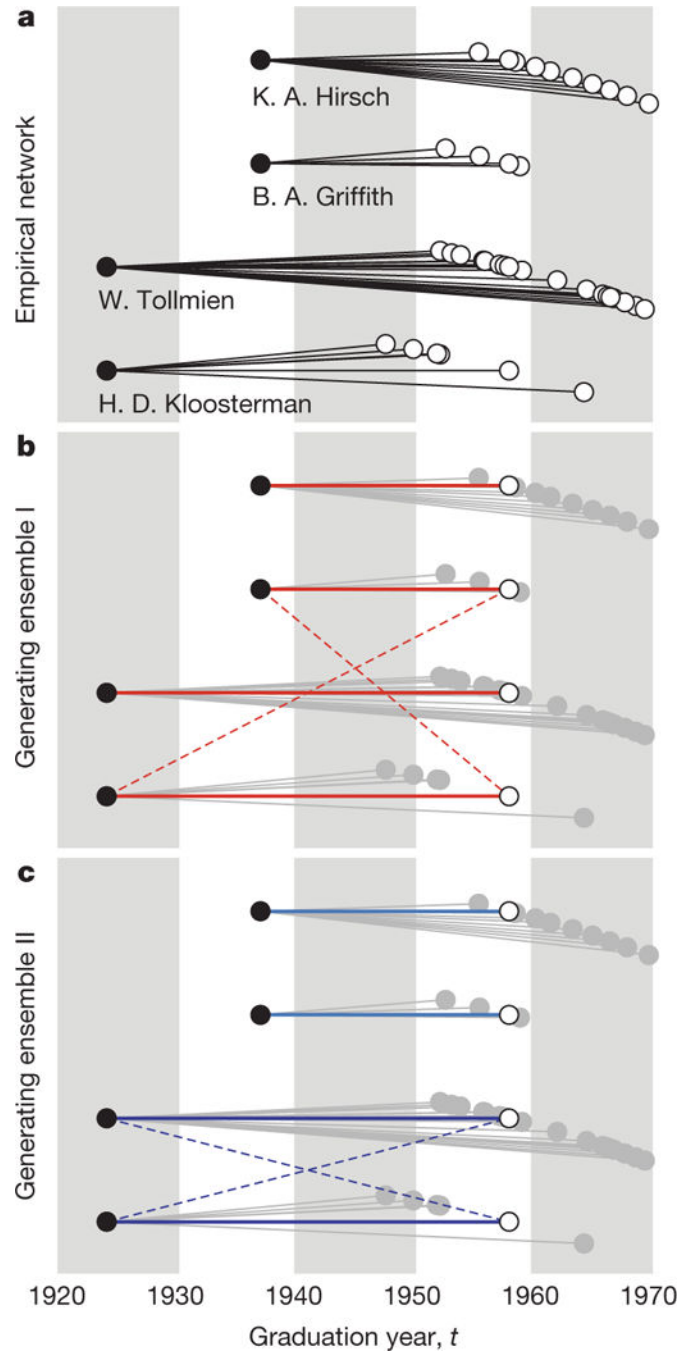 a
Empirical network
K. A. Hirsch
B. A. Griffith
W. Tollmien
H. D. Kloosterman
b
Generating ensemble I
c
Generating ensemble II
1920 1930 1940 1950 1960 1970
Graduation year, t